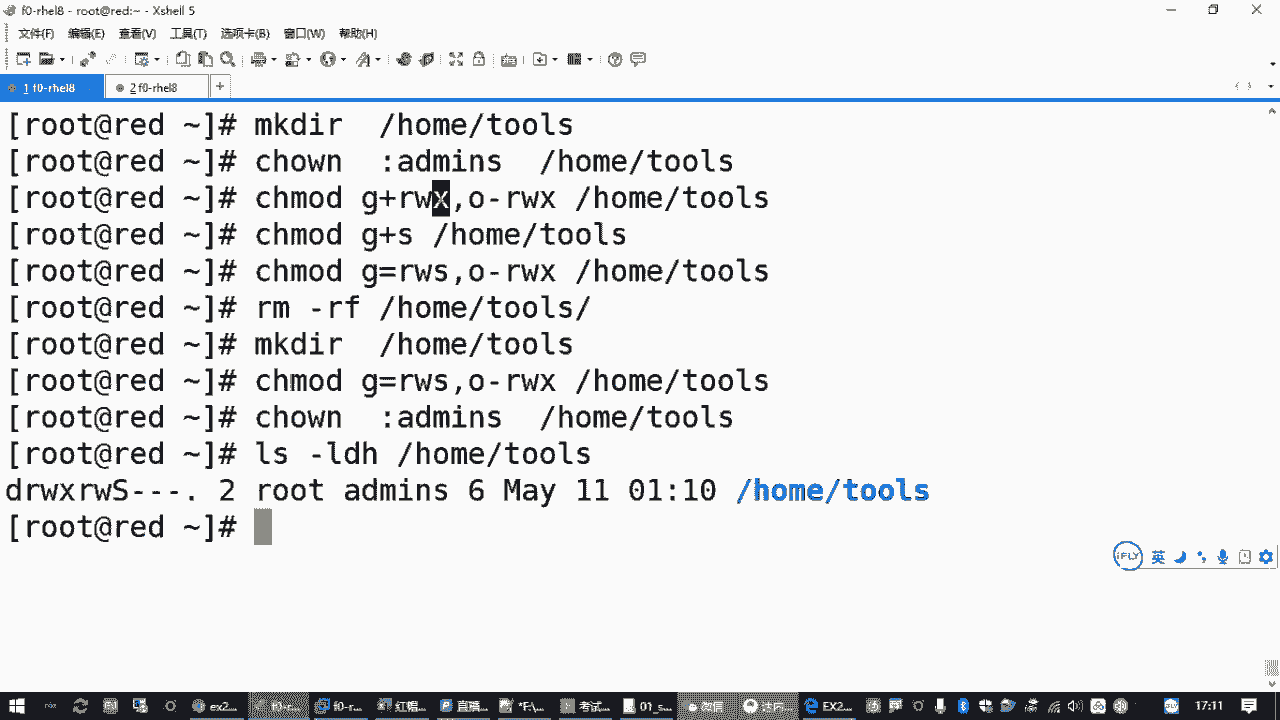 f0-rhel8 - root@red:~ - Xshell 5
文件(F) 编辑(E) 查看(V) 工具(T) 选项卡(B) 窗口(W) 帮助(H)
1 f0-rhel8 2 f0-rhel8 +
[root@red ~]# mkdir  /home/tools
[root@red ~]# chown  :admins  /home/tools
[root@red ~]# chmod g+rwx,o-rwx /home/tools
[root@red ~]# chmod g+s /home/tools
[root@red ~]# chmod g=rws,o-rwx /home/tools
[root@red ~]# rm -rf /home/tools/
[root@red ~]# mkdir  /home/tools
[root@red ~]# chmod g=rws,o-rwx /home/tools
[root@red ~]# chown  :admins  /home/tools
[root@red ~]# ls -ldh /home/tools
drwxrwS---. 2 root admins 6 May 11 01:10 /home/tools
[root@red ~]#
iFLY 英
ex2... f0-r... f0-r... 红帽... 直播... *F:\... 考试... 01_s... 微信 EX2... 17:11